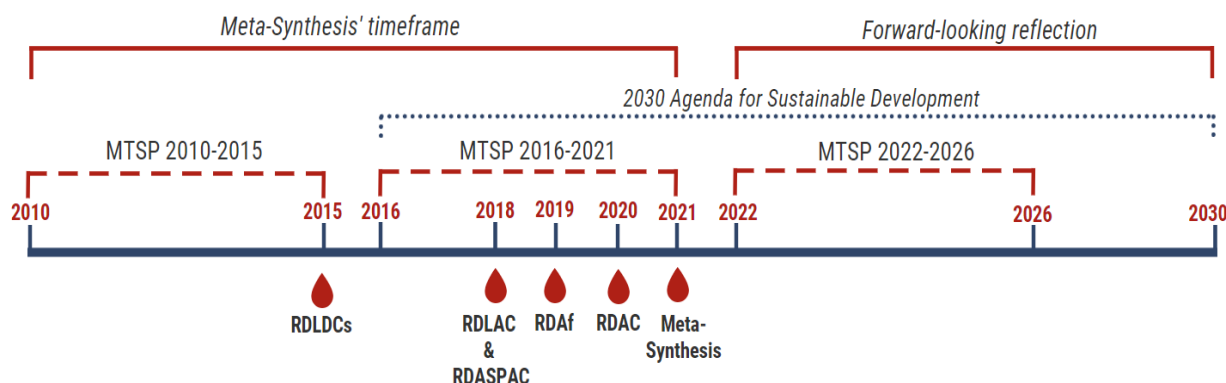 Meta-Synthesis' timeframe
Forward-looking reflection
2030 Agenda for Sustainable Development
MTSP 2010-2015
MTSP 2016-2021
MTSP 2022-2026
2010
2015
2016
2018
2019
2020
2021
2022
2026
2030
RDLDCs
RDLAC
&
RDASPAC
RDAf
RDAC
Meta-
Synthesis